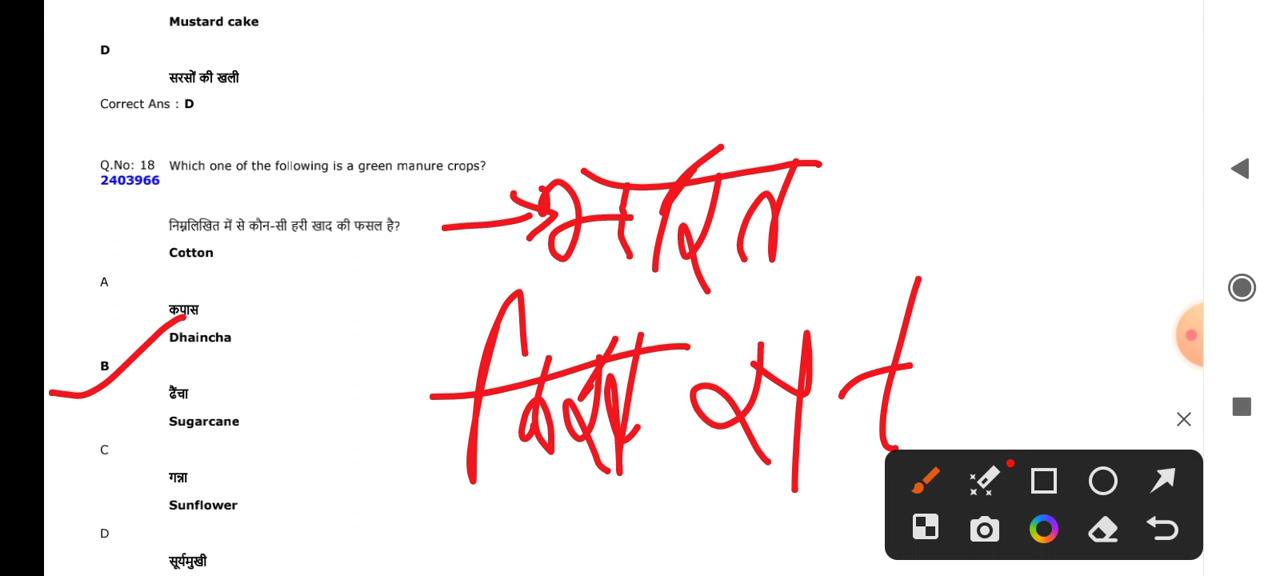 Mustard cake
D
सरसों की खली
Correct Ans : D
Q.No: 18 Which one of the following is a green manure crops?
2403966
निम्नलिखित में से कौन-सी हरी खाद की फसल है?
Cotton
A
कपास
Dhaincha
B
ढैंचा
Sugarcane
C
गन्ना
Sunflower
D
सूर्यमुखी